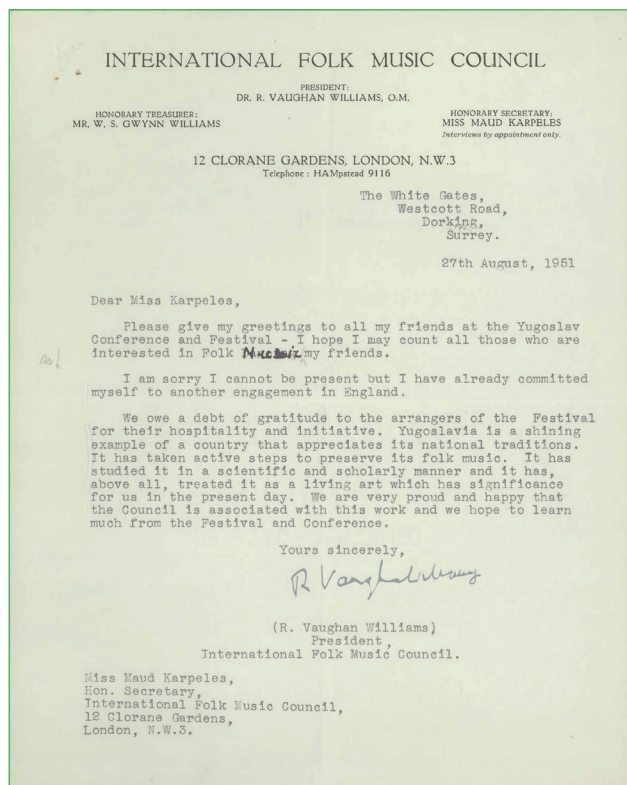 INTERNATIONAL FOLK MUSIC COUNCIL
PRESIDENT:
DR. R. VAUGHAN WILLIAMS, O.M.
HONORARY TREASURER:
MR. W. S. GWYNN WILLIAMS
HONORARY SECRETARY:
MISS MAUD KARPELES
Interviews by appointment only.
12 CLORANE GARDENS, LONDON, N.W.3
Telephone: HAMpstead 9116
The White Gates,
Westcott Road,
Dorking,
Surrey.
27th August, 1951
Dear Miss Karpeles,
Please give my greetings to all my friends at the Yugoslav
Conference and Festival - I hope I may count all those who are
as/
interested in Folk Music my friends.
I am sorry I cannot be present but I have already committed
myself to another engagement in England.
We owe a debt of gratitude to the arrangers of the Festival
for their hospitality and initiative. Yugoslavia is a shining
example of a country that appreciates its national traditions.
It has taken active steps to preserve its folk music. It has
studied it in a scientific and scholarly manner and it has,
above all, treated it as a living art which has significance
for us in the present day. We are very proud and happy that
the Council is associated with this work and we hope to learn
much from the Festival and Conference.
Yours sincerely,
R Vaughan Williams
(R. Vaughan Williams)
President,
International Folk Music Council.
Miss Maud Karpeles,
Hon. Secretary,
International Folk Music Council,
12 Clorane Gardens,
London, N.W.3.